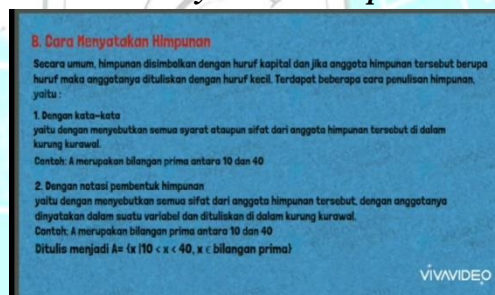 B. Cara Menyatakan Himpunan
Secara umum, himpunan disimbolkan dengan huruf kapital dan jika anggota himpunan tersebut berupa
huruf maka anggotanya dituliskan dengan huruf kecil. Terdapat beberapa cara penulisan himpunan,
yaitu :
1. Dengan kata-kata
yaitu dengan menyebutkan semua syarat ataupun sifat dari anggota himpunan tersebut di dalam
kurung kurawal.
Contoh: A merupakan bilangan prima antara 10 dan 40
2. Dengan notasi pembentuk himpunan
yaitu dengan menyebutkan semua sifat dari anggota himpunan tersebut, dengan anggotanya
dinyatakan dalam suatu variabel dan dituliskan di dalam kurung kurawal.
Contoh: A merupakan bilangan prima antara 10 dan 40
Ditulis menjadi A= {x |10 < x < 40, x ∈ bilangan prima}
VIVAVIDEO